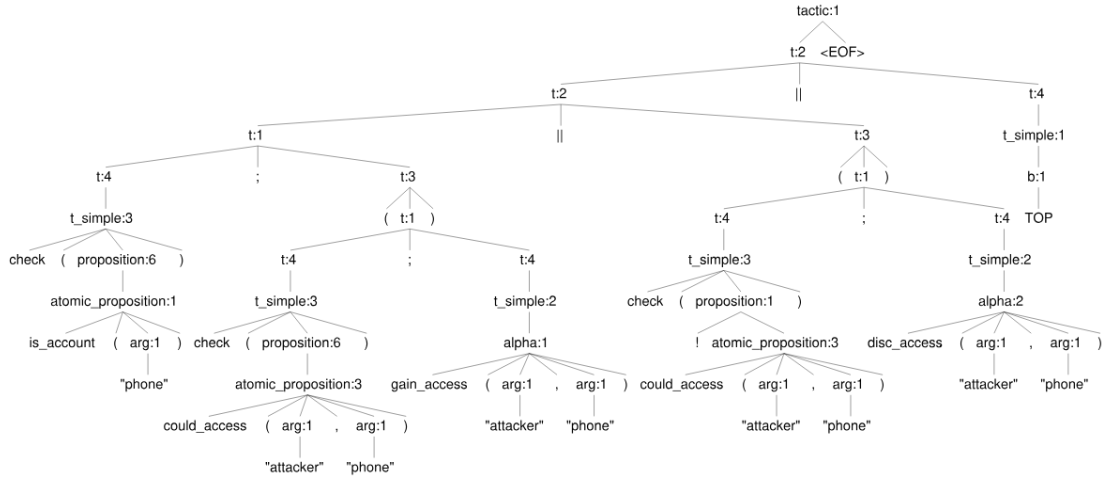 tactic:1
t:2 <EOF>
t:2 || t:4
t:1 || t:3 t_simple:1
t:4 ; t:3 ( t:1 ) b:1
t_simple:3 ( t:1 ) t:4 ; t:4 TOP
check ( proposition:6 ) t:4 ; t:4 t_simple:3 t_simple:2
atomic_proposition:1 t_simple:3 t_simple:2 check ( proposition:1 ) alpha:2
is_account ( arg:1 ) check ( proposition:6 ) alpha:1 ! atomic_proposition:3 disc_access ( arg:1 , arg:1 )
"phone" atomic_proposition:3 gain_access ( arg:1 , arg:1 ) could_access ( arg:1 , arg:1 ) "attacker" "phone"
could_access ( arg:1 , arg:1 ) "attacker" "phone" "attacker" "phone"
"attacker" "phone"